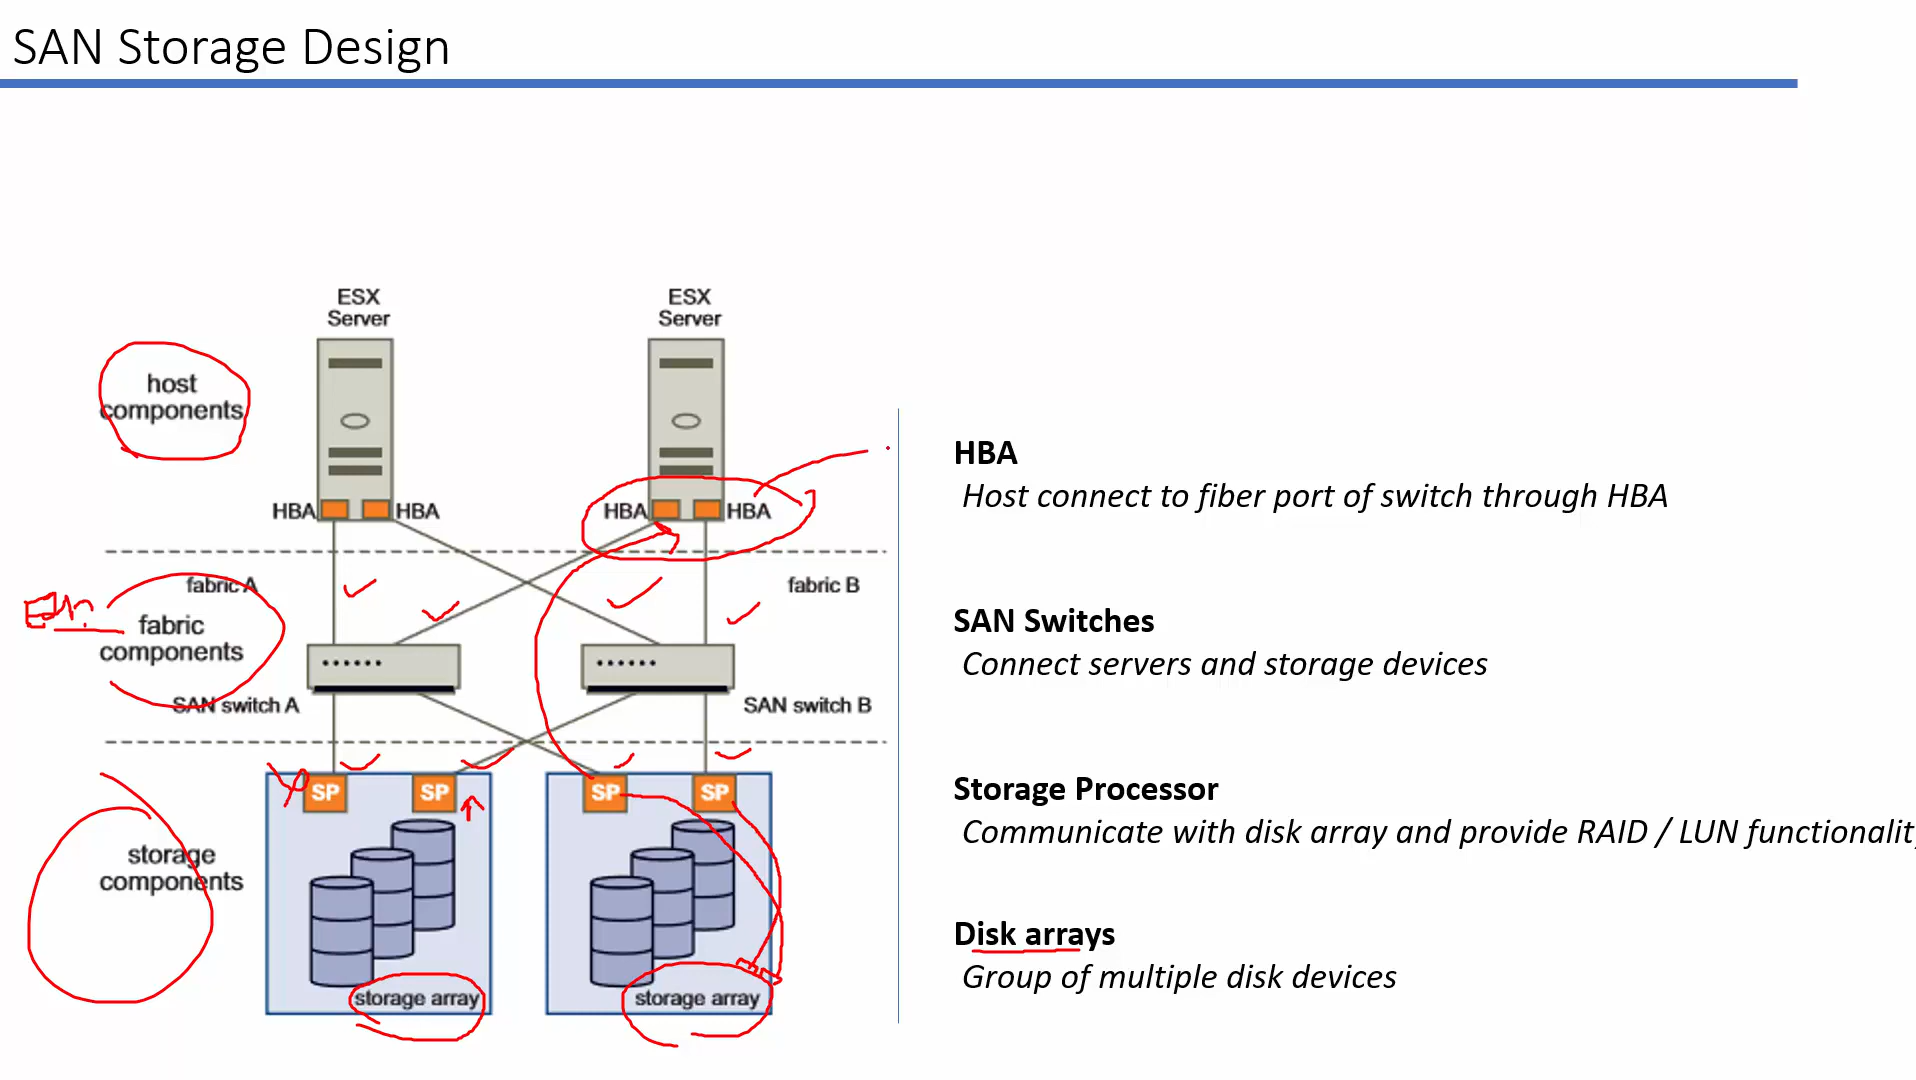 SAN Storage Design
ESX
Server
ESX
Server
host
components
HBA
HBA
HBA
HBA
fabric A
fabric B
fabric
components
SAN switch A
SAN switch B
SP
SP
SP
SP
storage
components
storage array
storage array
HBA
Host connect to fiber port of switch through HBA
SAN Switches
Connect servers and storage devices
Storage Processor
Communicate with disk array and provide RAID / LUN functionalit
Disk arrays
Group of multiple disk devices